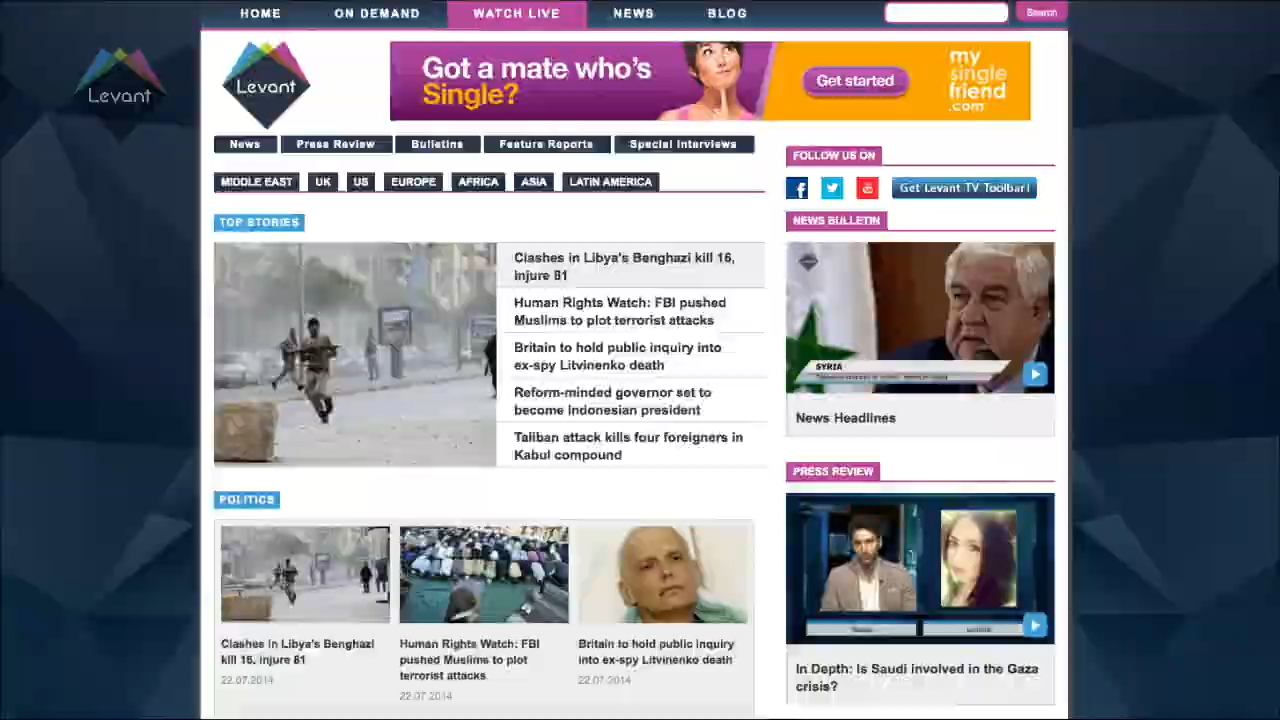 HOME ON DEMAND WATCH LIVE NEWS BLOG Search
Levant
Levant
Got a mate who's
Single?
Get started
my
single
friend
.com
News Press Review Bulletins Feature Reports Special Interviews
MIDDLE EAST UK US EUROPE AFRICA ASIA LATIN AMERICA
TOP STORIES
Clashes in Libya's Benghazi kill 16,
injure 81
Human Rights Watch: FBI pushed
Muslims to plot terrorist attacks
Britain to hold public inquiry into
ex-spy Litvinenko death
Reform-minded governor set to
become Indonesian president
Taliban attack kills four foreigners in
Kabul compound
POLITICS
Clashes in Libya's Benghazi
kill 16, injure 81
22.07.2014
Human Rights Watch: FBI
pushed Muslims to plot
terrorist attacks
22.07.2014
Britain to hold public inquiry
into ex-spy Litvinenko death
22.07.2014
FOLLOW US ON
Get Levant TV Toolbar!
NEWS BULLETIN
SYRIA
News Headlines
PRESS REVIEW
In Depth: Is Saudi involved in the Gaza
crisis?